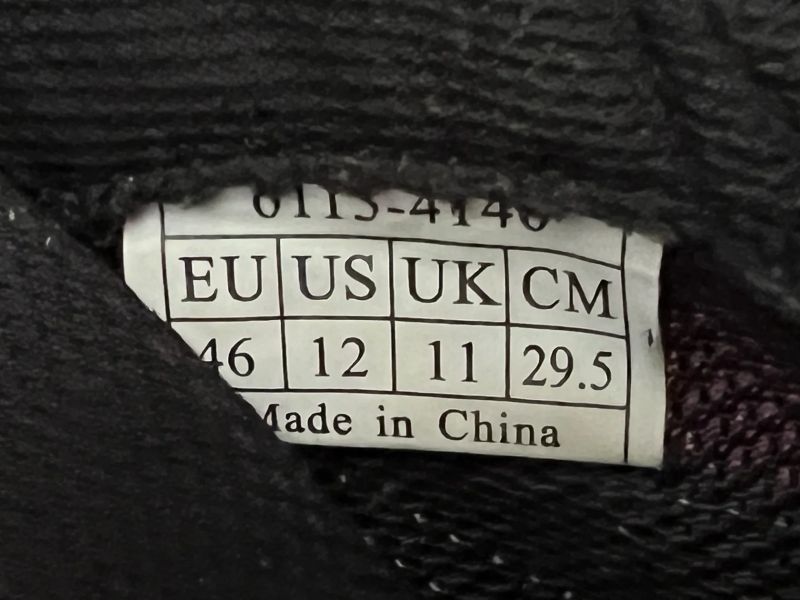 EU US UK CM
46 12 11 29.5
Made in China